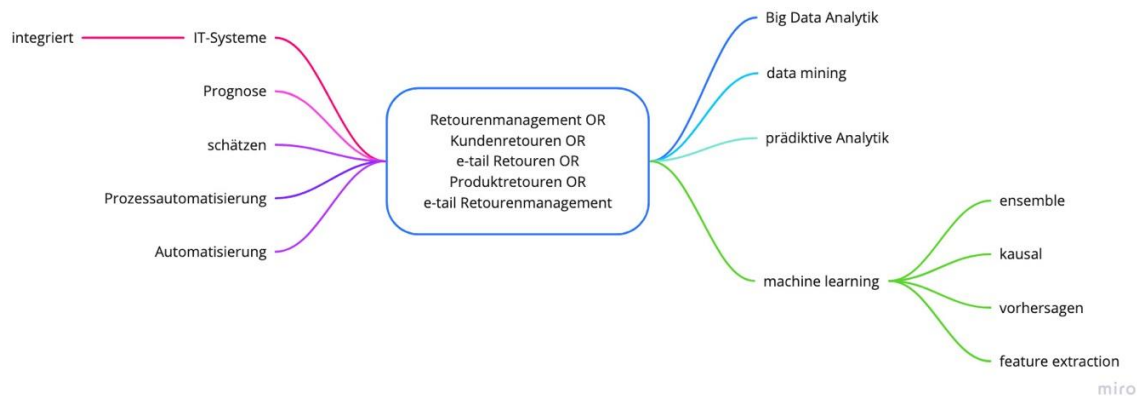 integriert
IT-Systeme
Prognose
schätzen
Prozessautomatisierung
Automatisierung
Retourenmanagement OR
Kundenretouren OR
e-tail Retouren OR
Produktretouren OR
e-tail Retourenmanagement
Big Data Analytik
data mining
prädiktive Analytik
machine learning
ensemble
kausal
vorhersagen
feature extraction
miro